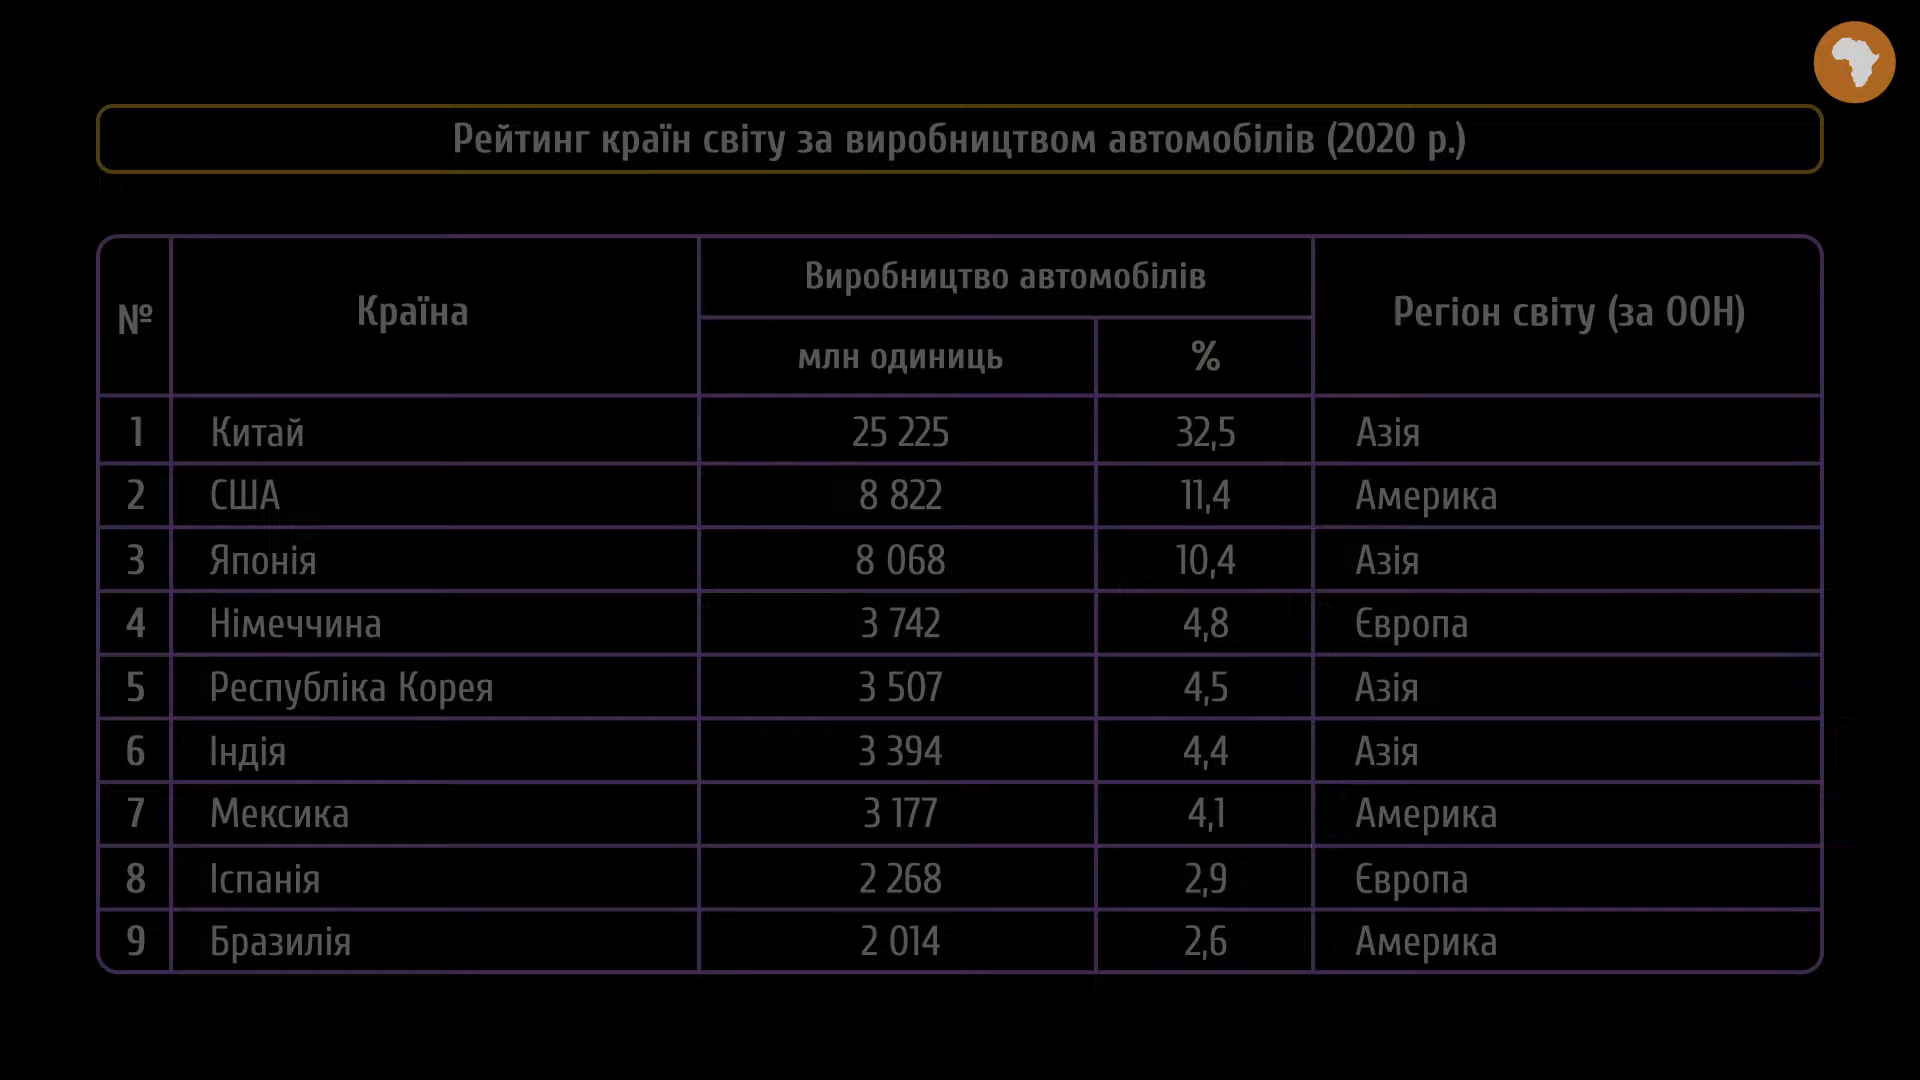 Рейтинг країн світу за виробництвом автомобілів (2020 р.)
№ Країна Виробництво автомобілів Регіон світу (за ООН)
млн одиниць %
1 Китай 25 225 32,5 Азія
2 США 8 822 11,4 Америка
3 Японія 8 068 10,4 Азія
4 Німеччина 3 742 4,8 Європа
5 Республіка Корея 3 507 4,5 Азія
6 Індія 3 394 4,4 Азія
7 Мексика 3 177 4,1 Америка
8 Іспанія 2 268 2,9 Європа
9 Бразилія 2 014 2,6 Америка